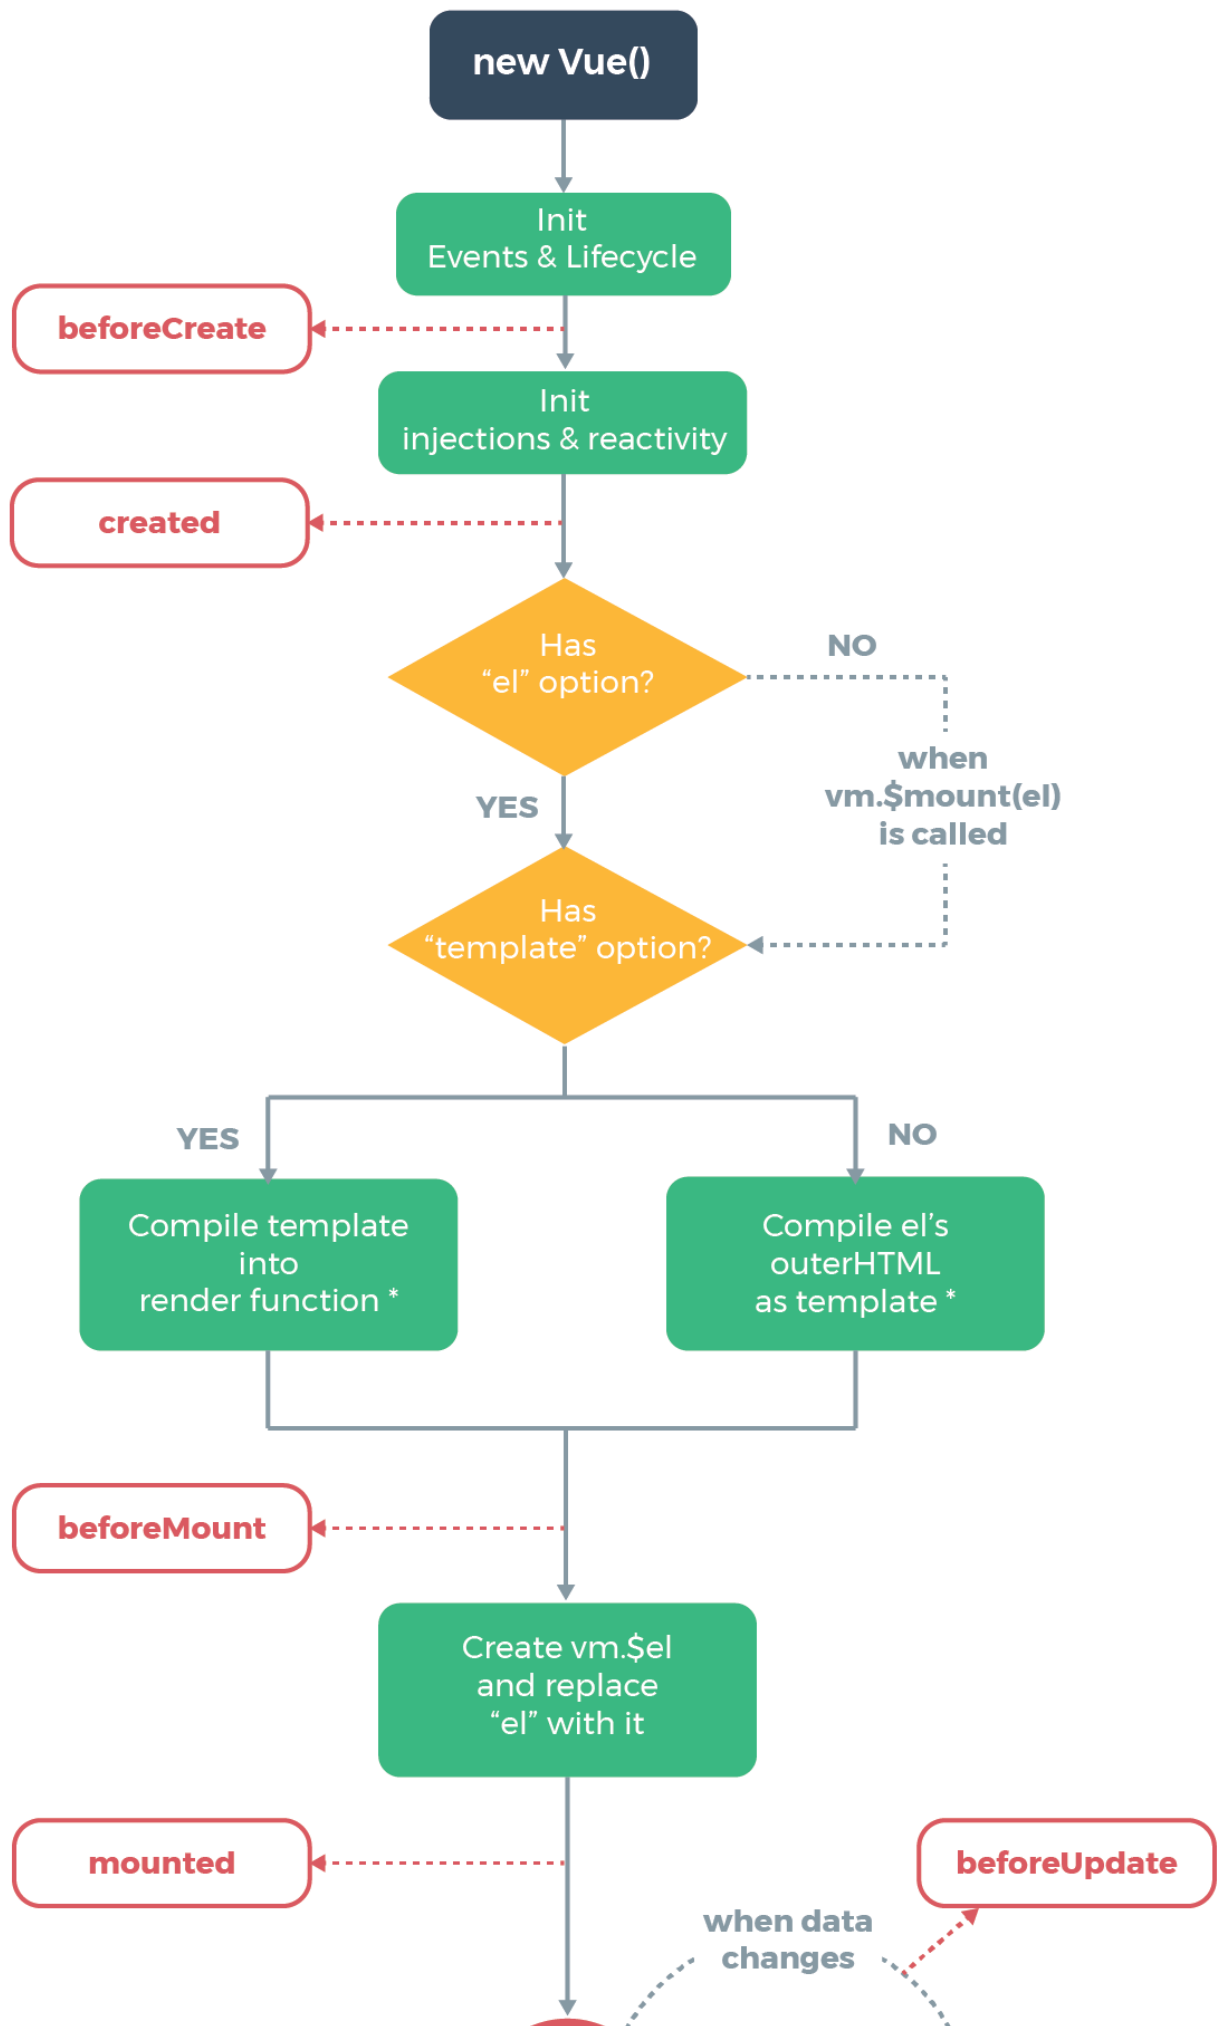 new Vue()
Init
Events & Lifecycle
beforeCreate
Init
injections & reactivity
created
Has
“el” option?
NO
when
vm.$mount(el)
is called
YES
Has
“template” option?
YES
NO
Compile template
into
render function *
Compile el’s
outerHTML
as template *
beforeMount
Create vm.$el
and replace
“el” with it
mounted
beforeUpdate
when data
changes